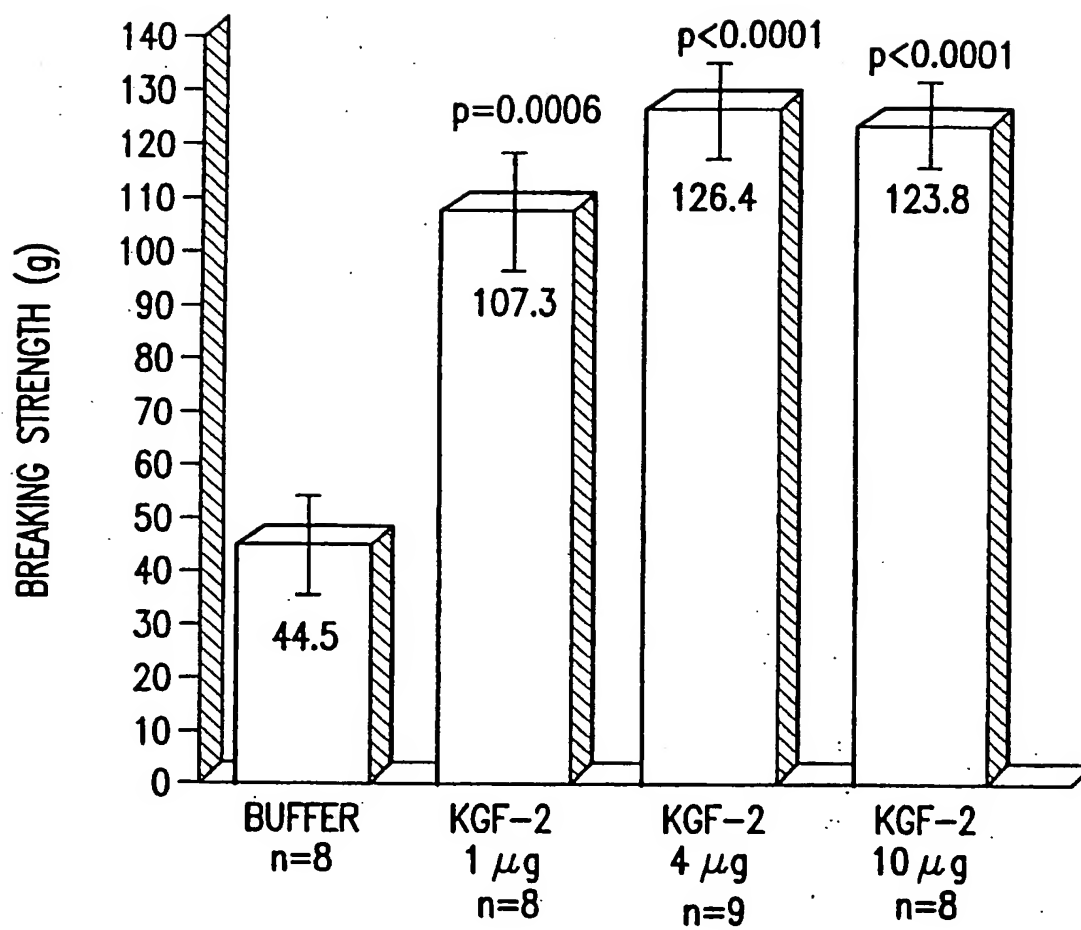 BREAKING STRENGTH (g)
140
130
120
110
100
90
80
70
60
50
40
30
20
10
0
44.5
p=0.0006
107.3
p<0.0001
126.4
p<0.0001
123.8
BUFFER
n=8
KGF-2
1 μg
n=8
KGF-2
4 μg
n=9
KGF-2
10 μg
n=8